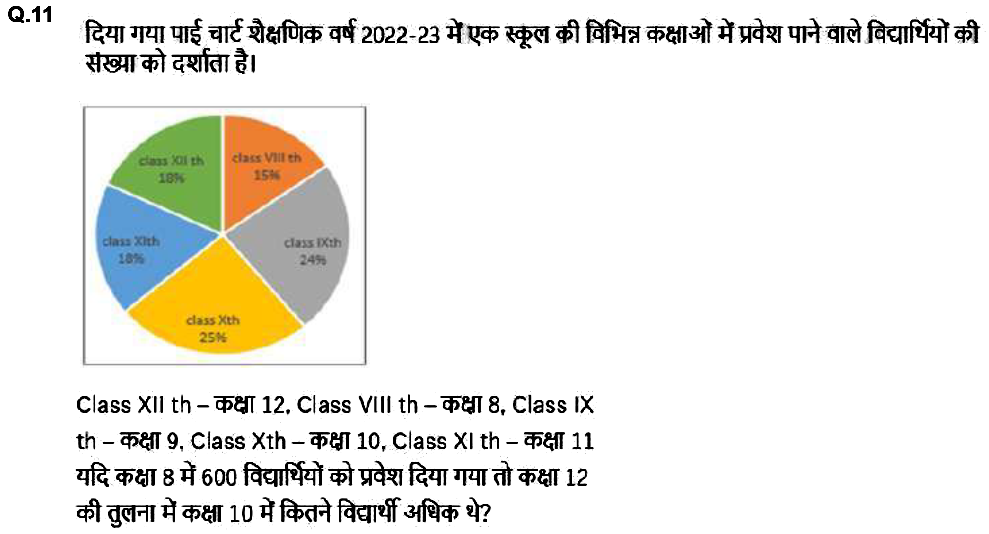 Q.11
दिया गया पाई चार्ट शैक्षणिक वर्ष 2022-23 में एक स्कूल की विभिन्न कक्षाओं में प्रवेश पाने वाले विद्यार्थियों की
संख्या को दर्शाता है।
class XII th
18%
class VIII th
15%
class XIth
18%
class IXth
24%
class Xth
25%
Class XII th – कक्षा 12, Class VIII th – कक्षा 8, Class IX
th – कक्षा 9, Class Xth – कक्षा 10, Class XI th – कक्षा 11
यदि कक्षा 8 में 600 विद्यार्थियों को प्रवेश दिया गया तो कक्षा 12
की तुलना में कक्षा 10 में कितने विद्यार्थी अधिक थे?